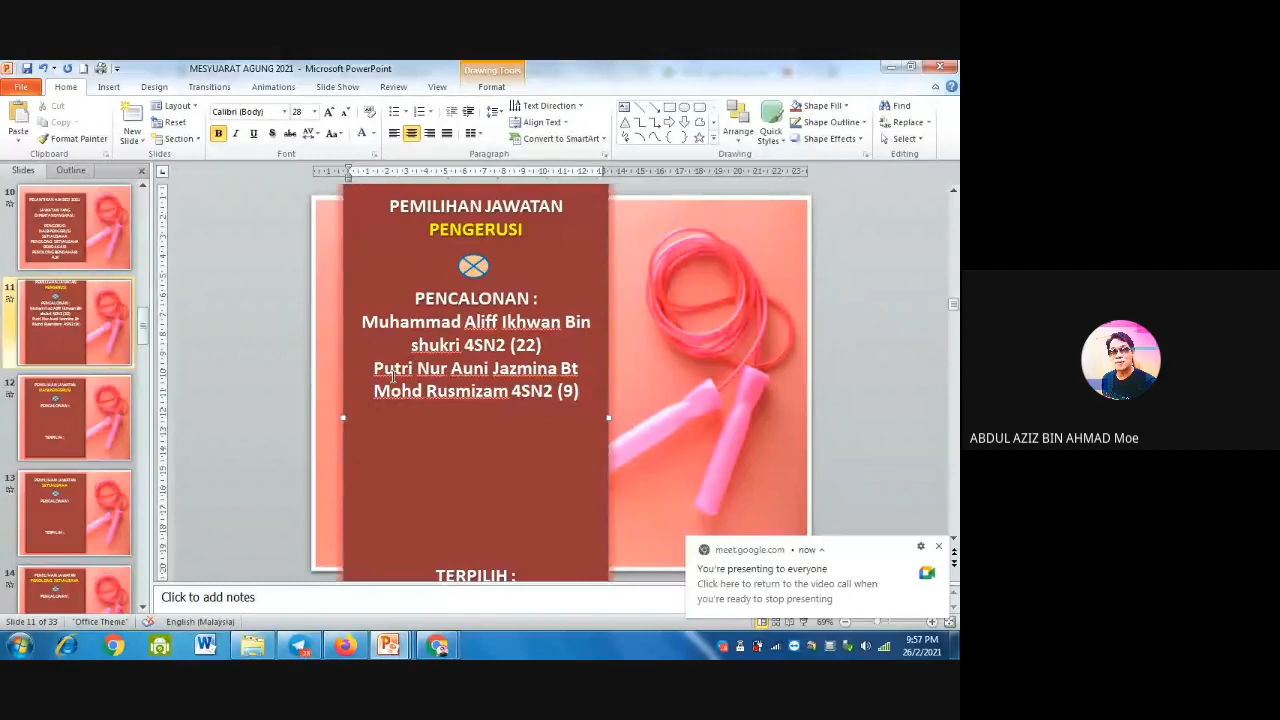 MESYUARAT AGUNG 2021 - Microsoft PowerPoint
Drawing Tools
File Home Insert Design Transitions Animations Slide Show Review View Format
Paste
Cut
Copy
Format Painter
Clipboard
New Slide
Layout
Reset
Section
Slides
Calibri (Body) 28
Font
Text Direction
Align Text
Convert to SmartArt
Paragraph
Arrange
Quick Styles
Shape Fill
Shape Outline
Shape Effects
Drawing
Find
Replace
Select
Editing
Slides Outline
10
11
12
13
14
PEMILIHAN JAWATAN
PENGERUSI
PENCALONAN :
Muhammad Aliff Ikhwan Bin
shukri 4SN2 (22)
Putri Nur Auni Jazmina Bt
Mohd Rusmizam 4SN2 (9)
TERPILIH :
Click to add notes
meet.google.com • now
You're presenting to everyone
Click here to return to the video call when
you're ready to stop presenting
Slide 11 of 33 "Office Theme" English (Malaysia) 69%
9:57 PM
26/2/2021
ABDUL AZIZ BIN AHMAD Moe